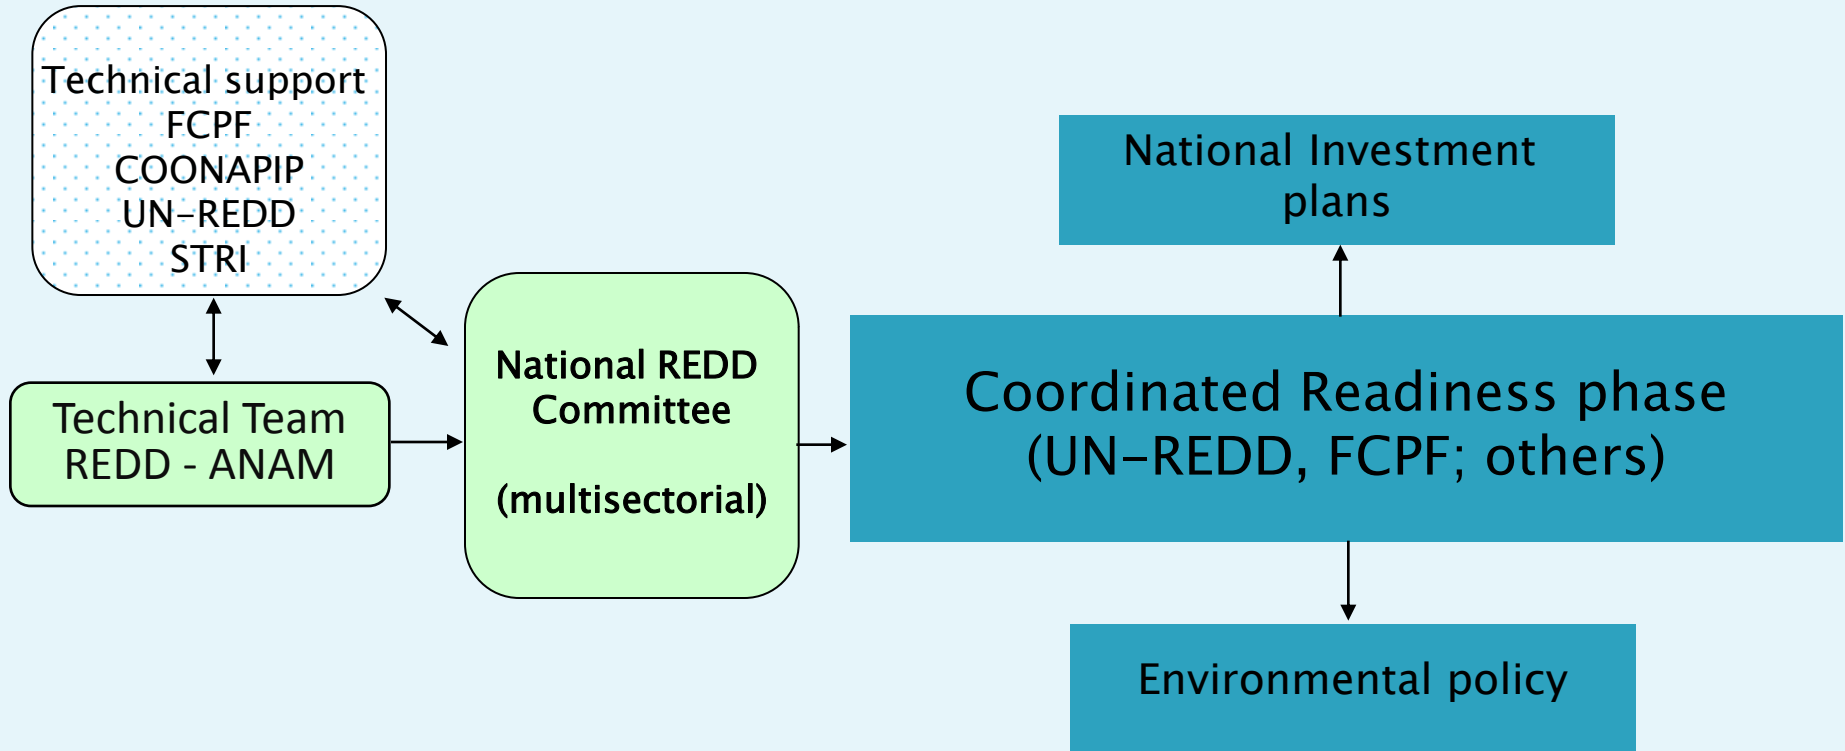 Technical support
FCPF
COONAPIP
UN-REDD
STRI
Technical Team
REDD - ANAM
National REDD
Committee
(multisectorial)
Coordinated Readiness phase
(UN-REDD, FCPF; others)
National Investment
plans
Environmental policy